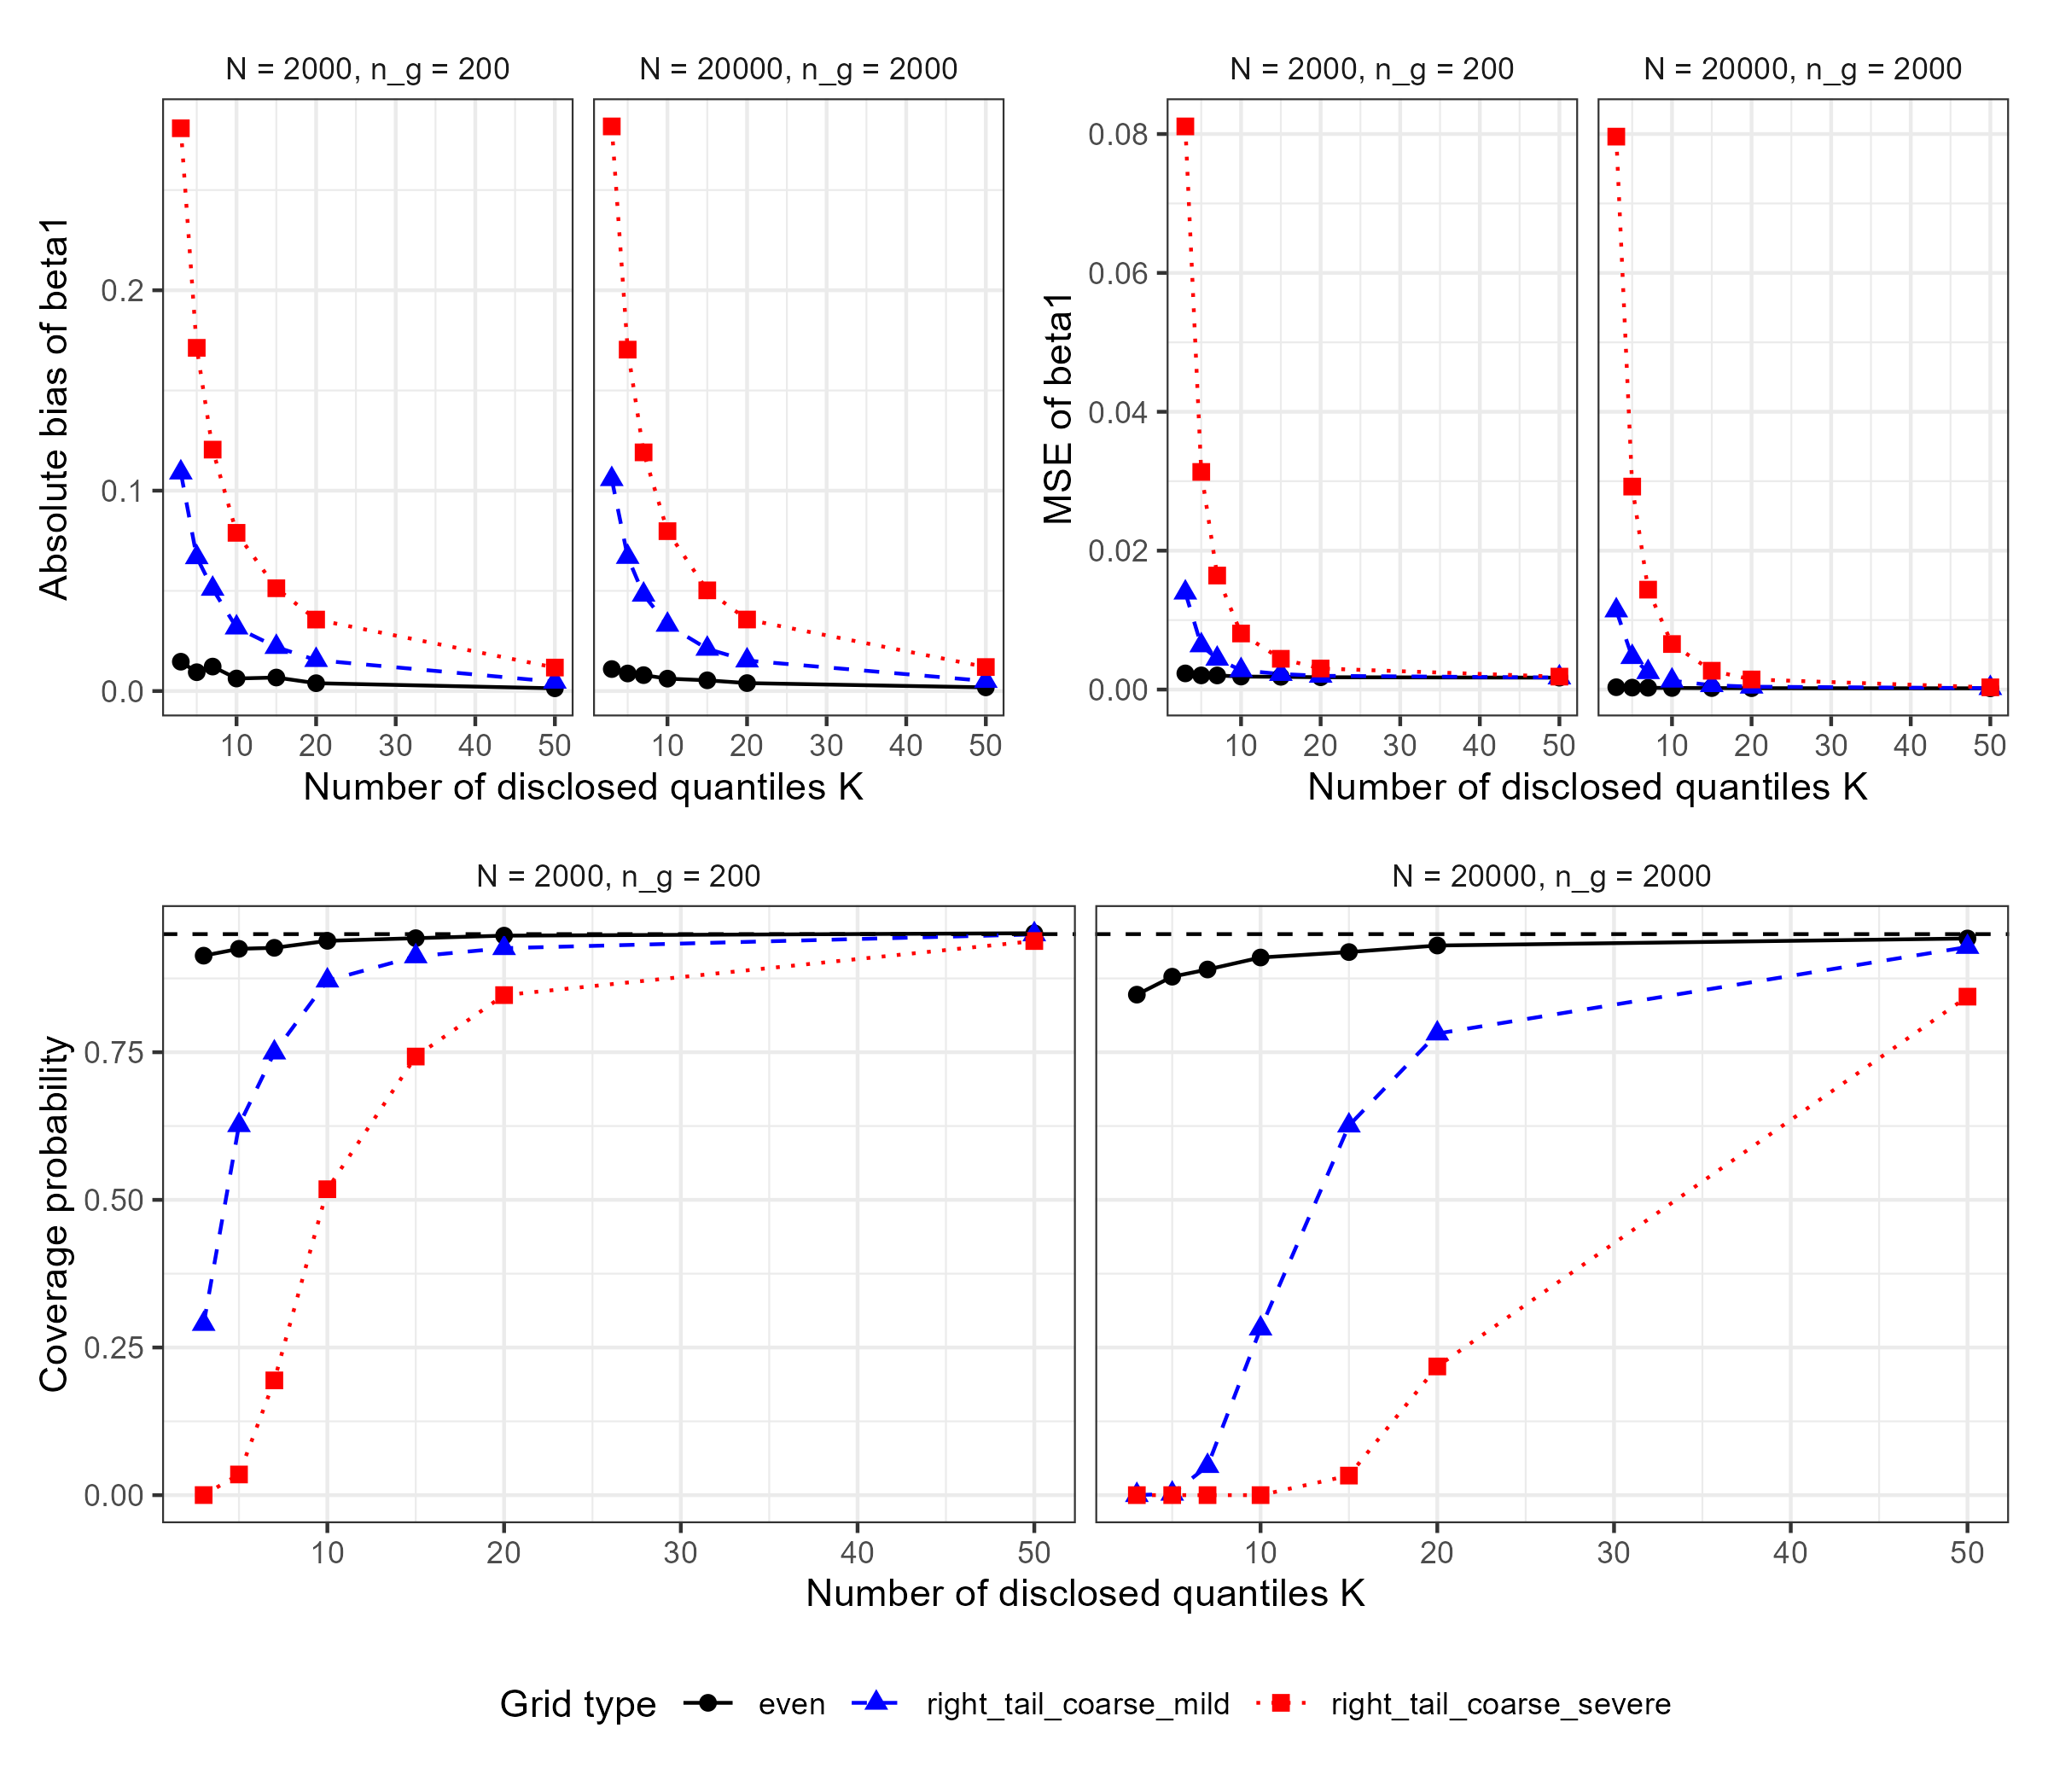 N = 2000, n_g = 200
N = 20000, n_g = 2000
Absolute bias of beta1
0.2
0.1
0.0
10 20 30 40 50
10 20 30 40 50
Number of disclosed quantiles K
N = 2000, n_g = 200
N = 20000, n_g = 2000
MSE of beta1
0.08
0.06
0.04
0.02
0.00
10 20 30 40 50
10 20 30 40 50
Number of disclosed quantiles K
N = 2000, n_g = 200
N = 20000, n_g = 2000
Coverage probability
0.75
0.50
0.25
0.00
10 20 30 40 50
10 20 30 40 50
Number of disclosed quantiles K
Grid type even right_tail_coarse_mild right_tail_coarse_severe